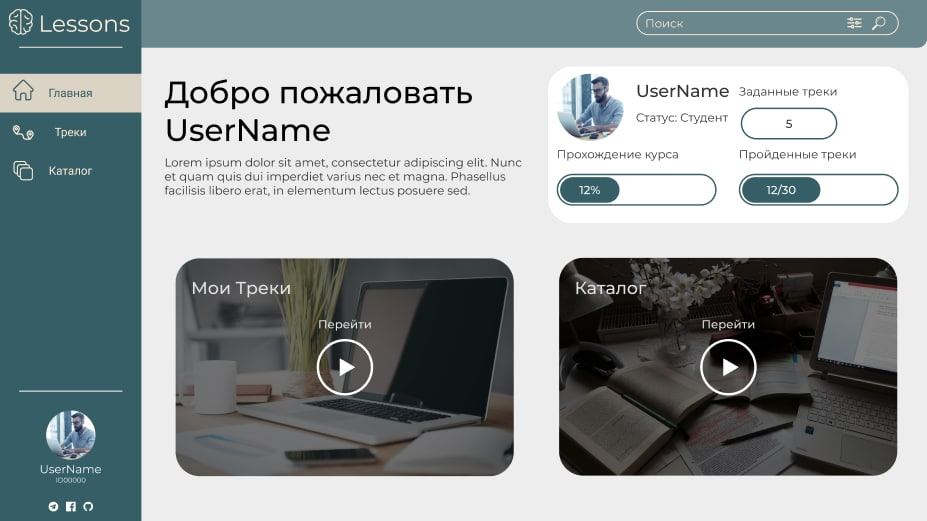 Lessons
Поиск
Главная
Треки
Каталог
Добро пожаловать
UserName
Lorem ipsum dolor sit amet, consectetur adipiscing elit. Nunc
et quam quis dui imperdiet varius nec et magna. Phasellus
facilisis libero erat, in elementum lectus posuere sed.
UserName
Статус: Студент
Заданные треки
5
Прохождение курса
12%
Пройденные треки
12/30
Мои Треки
Перейти
Каталог
Перейти
UserName
ID00000